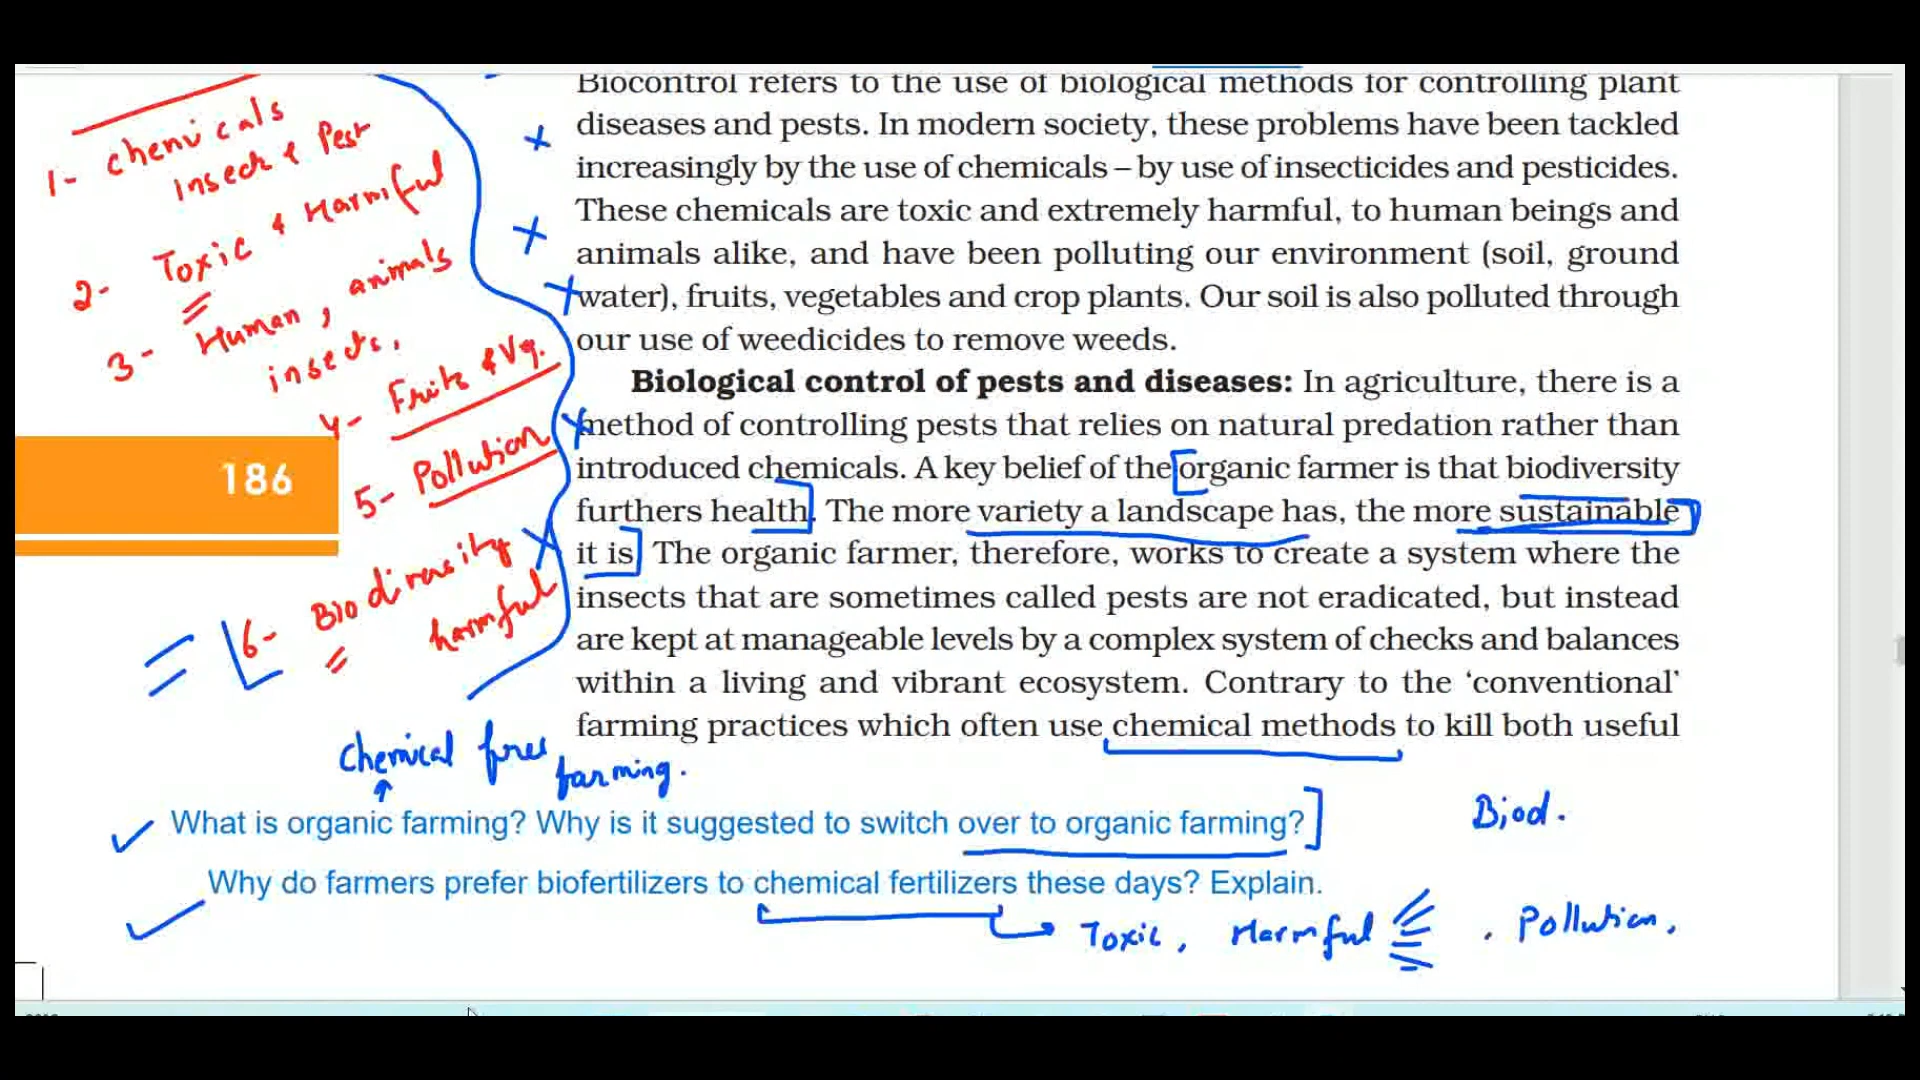 Biocontrol refers to the use of biological methods for controlling plant
diseases and pests. In modern society, these problems have been tackled
increasingly by the use of chemicals – by use of insecticides and pesticides.
These chemicals are toxic and extremely harmful, to human beings and
animals alike, and have been polluting our environment (soil, ground
water), fruits, vegetables and crop plants. Our soil is also polluted through
our use of weedicides to remove weeds.
Biological control of pests and diseases: In agriculture, there is a
method of controlling pests that relies on natural predation rather than
introduced chemicals. A key belief of the organic farmer is that biodiversity
furthers health. The more variety a landscape has, the more sustainable
it is. The organic farmer, therefore, works to create a system where the
insects that are sometimes called pests are not eradicated, but instead
are kept at manageable levels by a complex system of checks and balances
within a living and vibrant ecosystem. Contrary to the ‘conventional’
farming practices which often use chemical methods to kill both useful
1- chemicals
insect & Pest
2- Toxic & Harmful
3- Human, animals
insects,
4- Fruits & Vg.
5- Pollution
6- Biodiversity
harmful
186
Chemical free
farming.
What is organic farming? Why is it suggested to switch over to organic farming?
Biod.
Why do farmers prefer biofertilizers to chemical fertilizers these days? Explain.
Toxic, Harmful . Pollution,